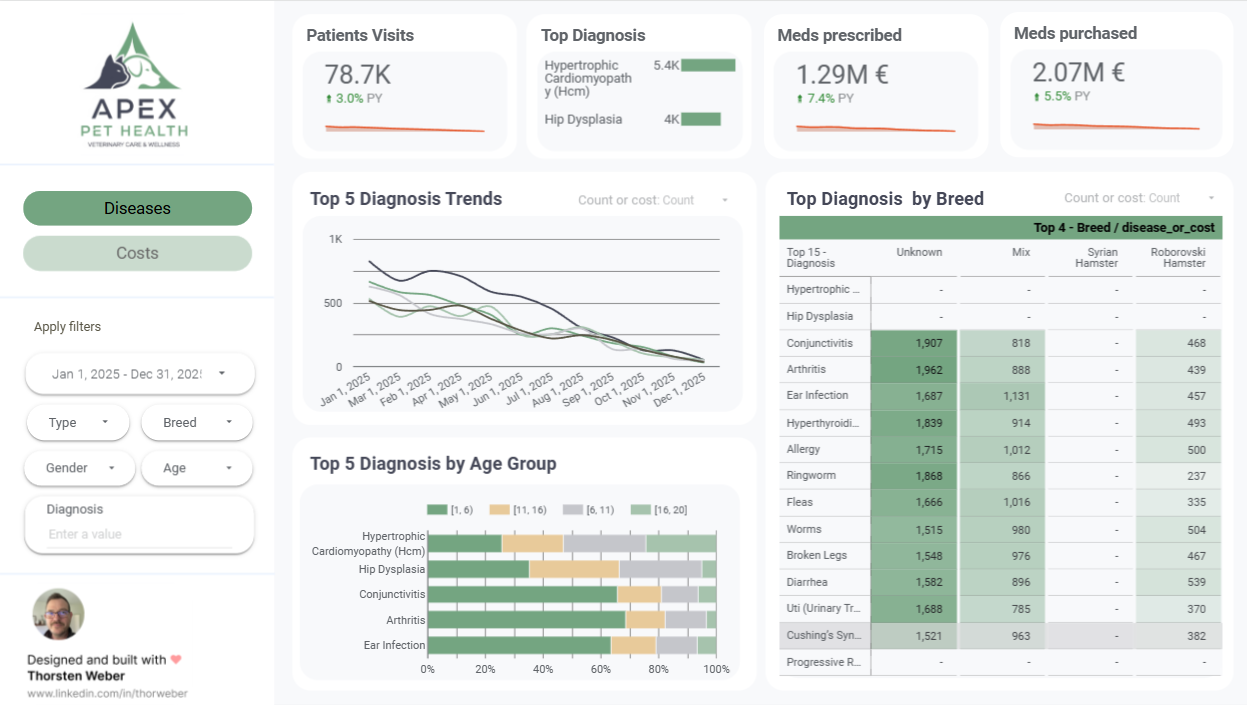 APEX
PET HEALTH
VETERINARY CARE & WELLNESS
Diseases
Costs
Apply filters
Jan 1, 2025 - Dec 31, 202
Type
Breed
Gender
Age
Diagnosis
Enter a value
Designed and built with
Thorsten Weber
www.linkedin.com/in/thorweber
Patients Visits
78.7K
3.0% PY
Top Diagnosis
Hypertrophic
Cardiomyopath
y (Hcm)
5.4K
Hip Dysplasia
4K
Meds prescribed
1.29M €
7.4% PY
Meds purchased
2.07M €
5.5% PY
Top 5 Diagnosis Trends
Count or cost: Count
1K
500
0
Jan 1, 2025
Mar 1, 2025
Feb 1, 2025
Apr 1, 2025
May 1, 2025
Jun 1, 2025
Jul 1, 2025
Aug 1, 2025
Sep 1, 2025
Oct 1, 2025
Nov 1, 2025
Dec 1, 2025
Top 5 Diagnosis by Age Group
[1, 6) [11, 16) [6, 11) [16, 20]
Hypertrophic
Cardiomyopathy (Hcm)
Hip Dysplasia
Conjunctivitis
Arthritis
Ear Infection
0% 20% 40% 60% 80% 100%
Top Diagnosis by Breed
Count or cost: Count
Top 4 - Breed / disease_or_cost
Top 15 -
Diagnosis
Unknown
Mix
Syrian
Hamster
Roborovski
Hamster
Hypertrophic ... - - - -
Hip Dysplasia - - - -
Conjunctivitis 1,907 818 - 468
Arthritis 1,962 888 - 439
Ear Infection 1,687 1,131 - 457
Hyperthyroidi... 1,839 914 - 493
Allergy 1,715 1,012 - 500
Ringworm 1,868 866 - 237
Fleas 1,666 1,016 - 335
Worms 1,515 980 - 504
Broken Legs 1,548 976 - 467
Diarrhea 1,582 896 - 539
Uti (Urinary Tr... 1,688 785 - 370
Cushing's Syn... 1,521 963 - 382
Progressive R... - - - -